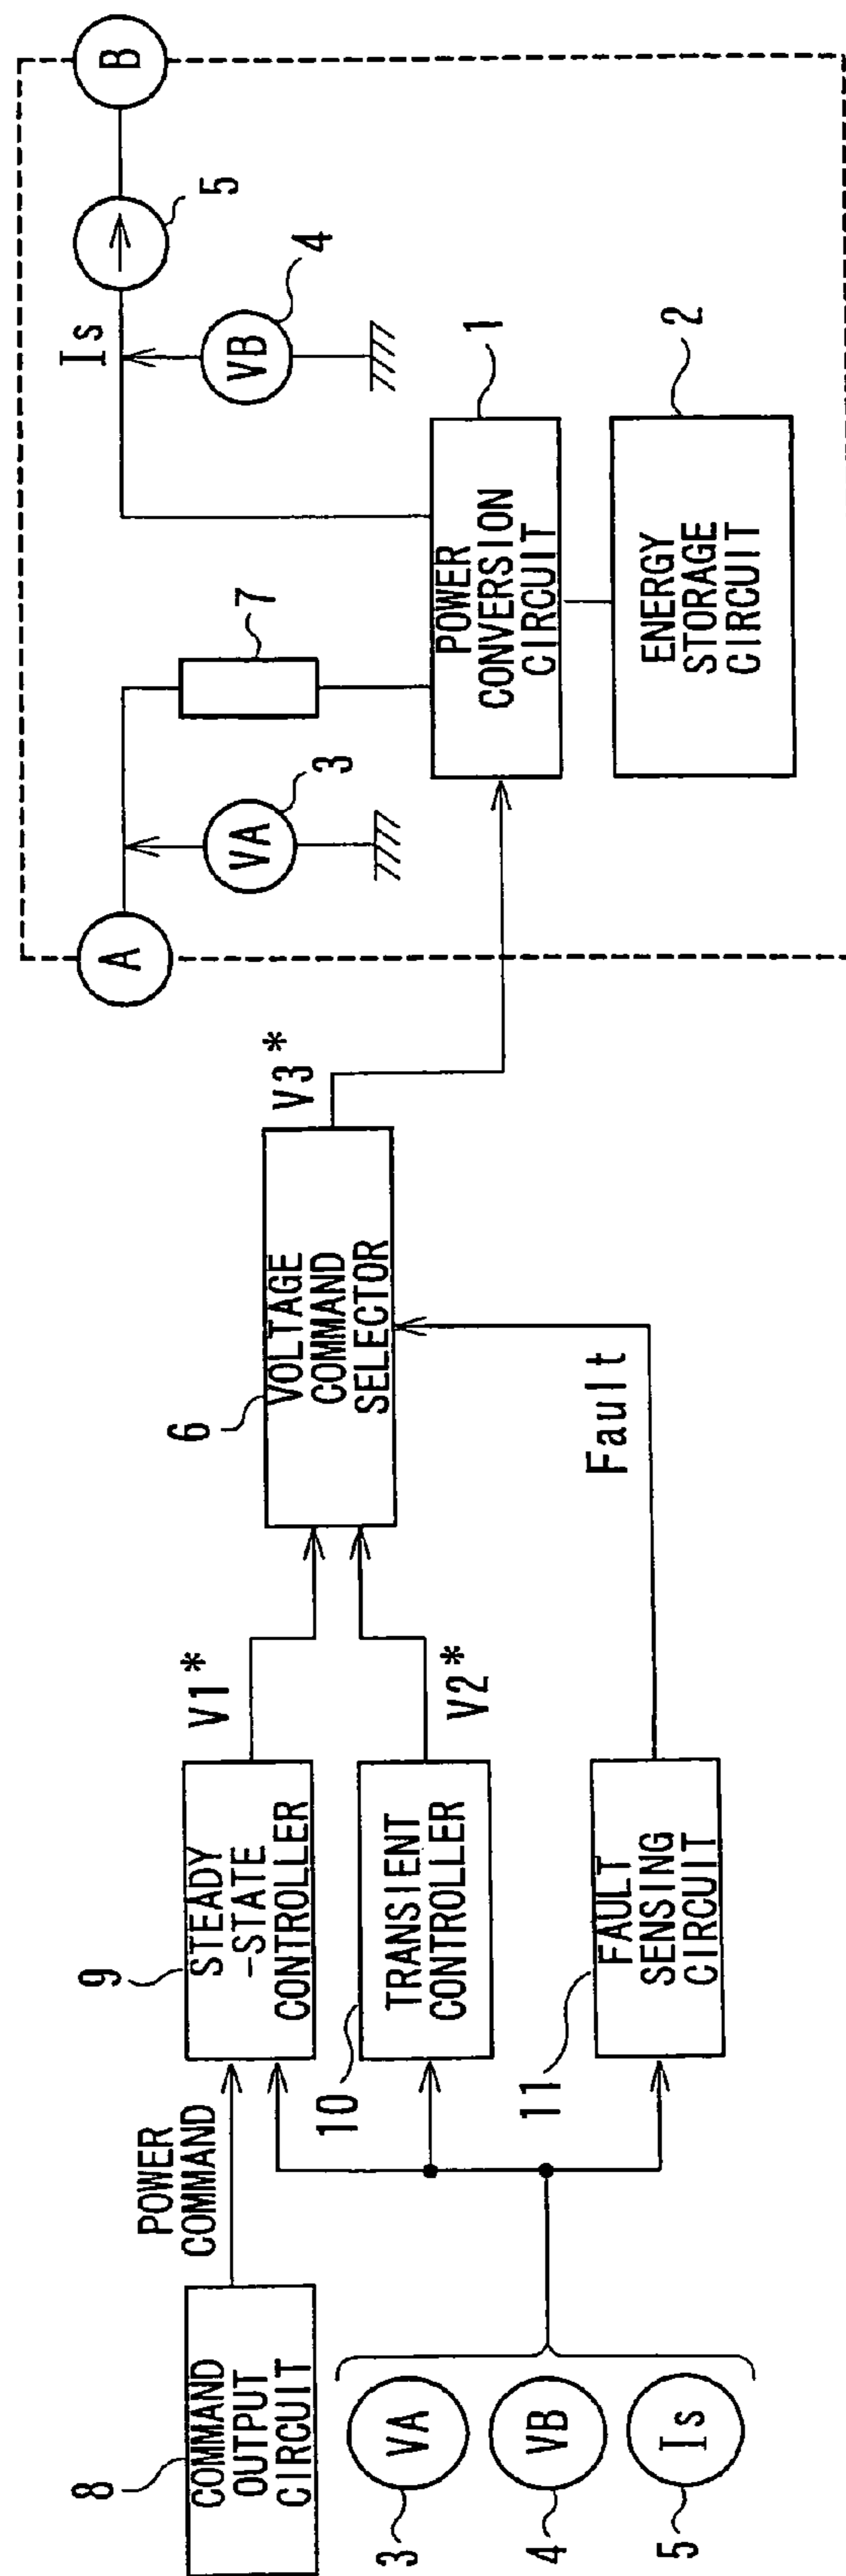 8
COMMAND
OUTPUT
CIRCUIT
POWER
COMMAND
VA
3
VB
4
Is
5
9
STEADY
-STATE
CONTROLLER
V1*
10
TRANSIENT
CONTROLLER
V2*
11
FAULT
SENSING
CIRCUIT
Fault
6
VOLTAGE
COMMAND
SELECTOR
V3*
A
VA
3
7
Is
VB
4
5
B
POWER
CONVERSION
CIRCUIT
1
ENERGY
STORAGE
CIRCUIT
2